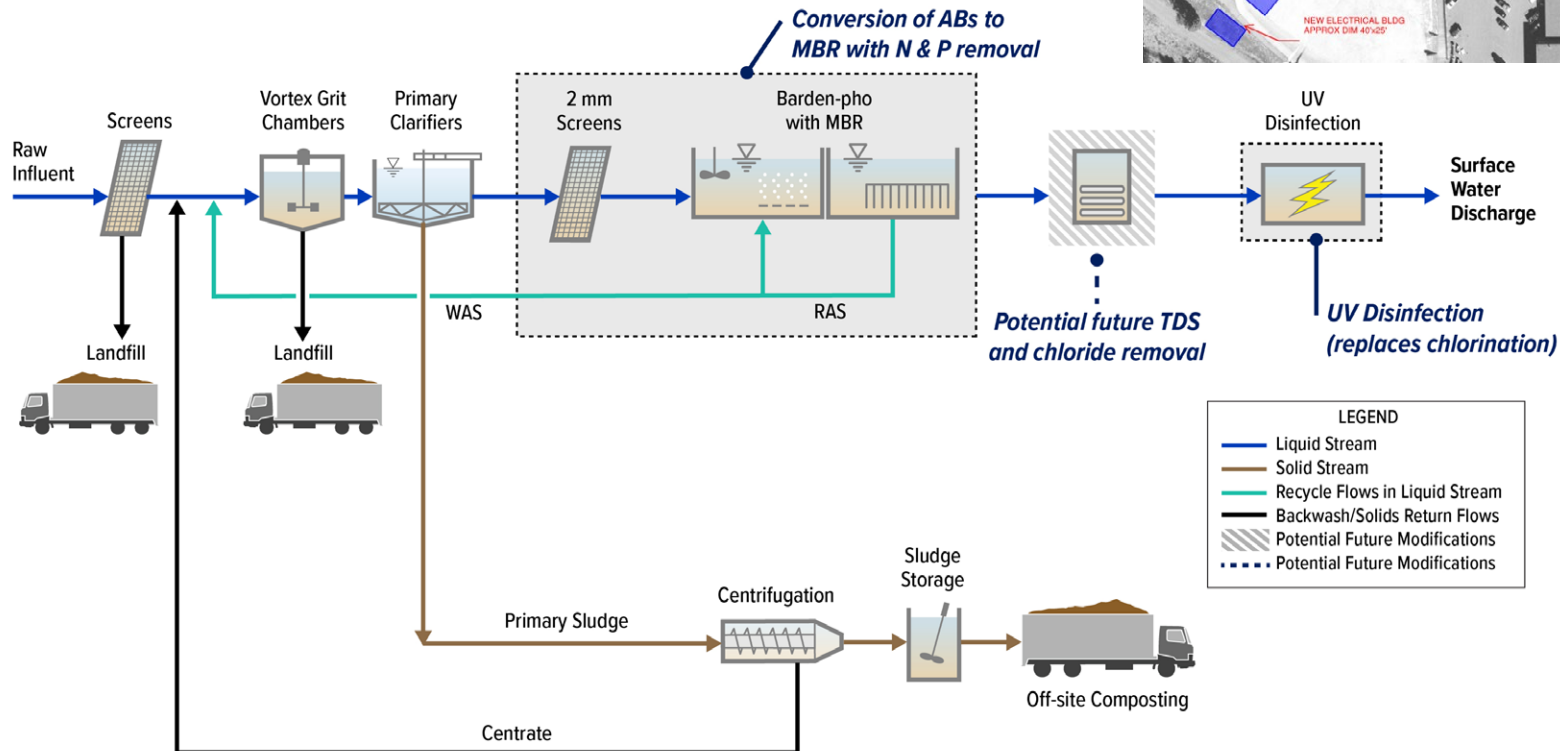 Conversion of ABs to
MBR with N & P removal
NEW ELECTRICAL BLDG
APPROX DIM 40'x25'
Raw
Influent
Screens
Vortex Grit
Chambers
Primary
Clarifiers
2 mm
Screens
Barden-pho
with MBR
UV
Disinfection
Surface
Water
Discharge
WAS
RAS
Landfill
Landfill
Potential future TDS
and chloride removal
UV Disinfection
(replaces chlorination)
LEGEND
Liquid Stream
Solid Stream
Recycle Flows in Liquid Stream
Backwash/Solids Return Flows
Potential Future Modifications
Potential Future Modifications
Primary Sludge
Centrifugation
Sludge
Storage
Off-site Composting
Centrate